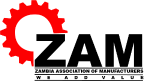 ZAM
ZAMBIA ASSOCIATION OF MANUFACTURERS
WE ADD VALUE